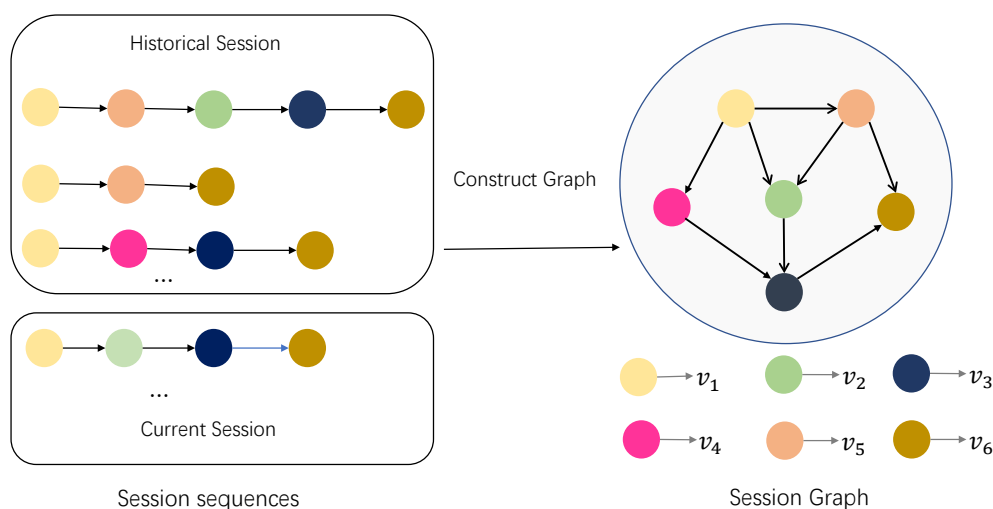 Historical Session
...
...
Current Session
Session sequences
Construct Graph
v₁
v₂
v₃
v₄
v₅
v₆
Session Graph